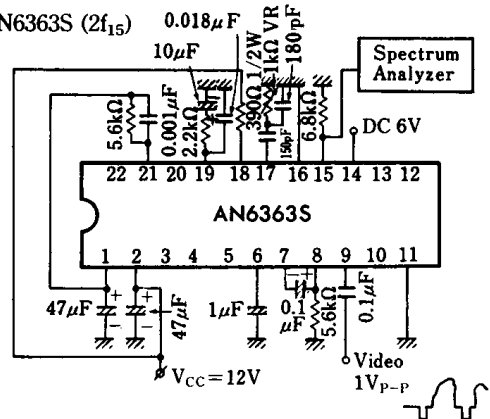 N6363S (2f15)
0.018μF
10μF
5.6kΩ
0.001μF
2.2kΩ
390Ω 1/2W
1kΩ VR
180pF
150pF
6.8kΩ
Spectrum
Analyzer
DC 6V
22 21 20 19 18 17 16 15 14 13 12
AN6363S
1 2 3 4 5 6 7 8 9 10 11
47μF
+
−
+
−
47μF
1μF
− +
0.1
μF
5.6kΩ
0.1μF
VCC=12V
Video
1VP-P